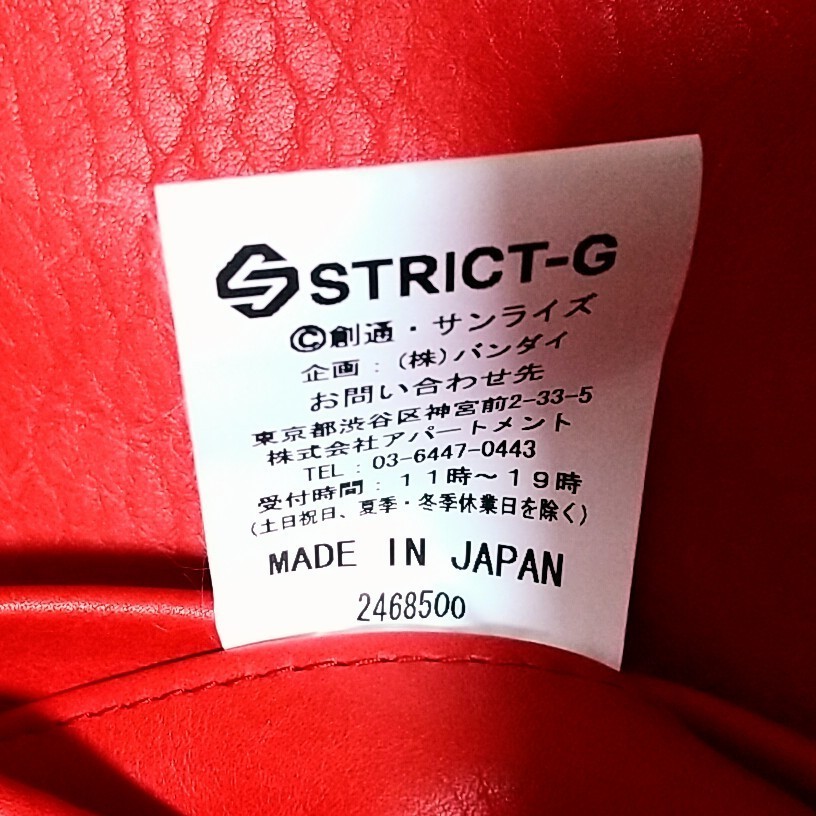 STRICT-G
©創通・サンライズ
企画：(株)バンダイ
お問い合わせ先
東京都渋谷区神宮前2-33-5
株式会社アパートメント
TEL：03-6447-0443
受付時間：11時～19時
(土日祝日、夏季・冬季休業日を除く)
MADE IN JAPAN
2468500